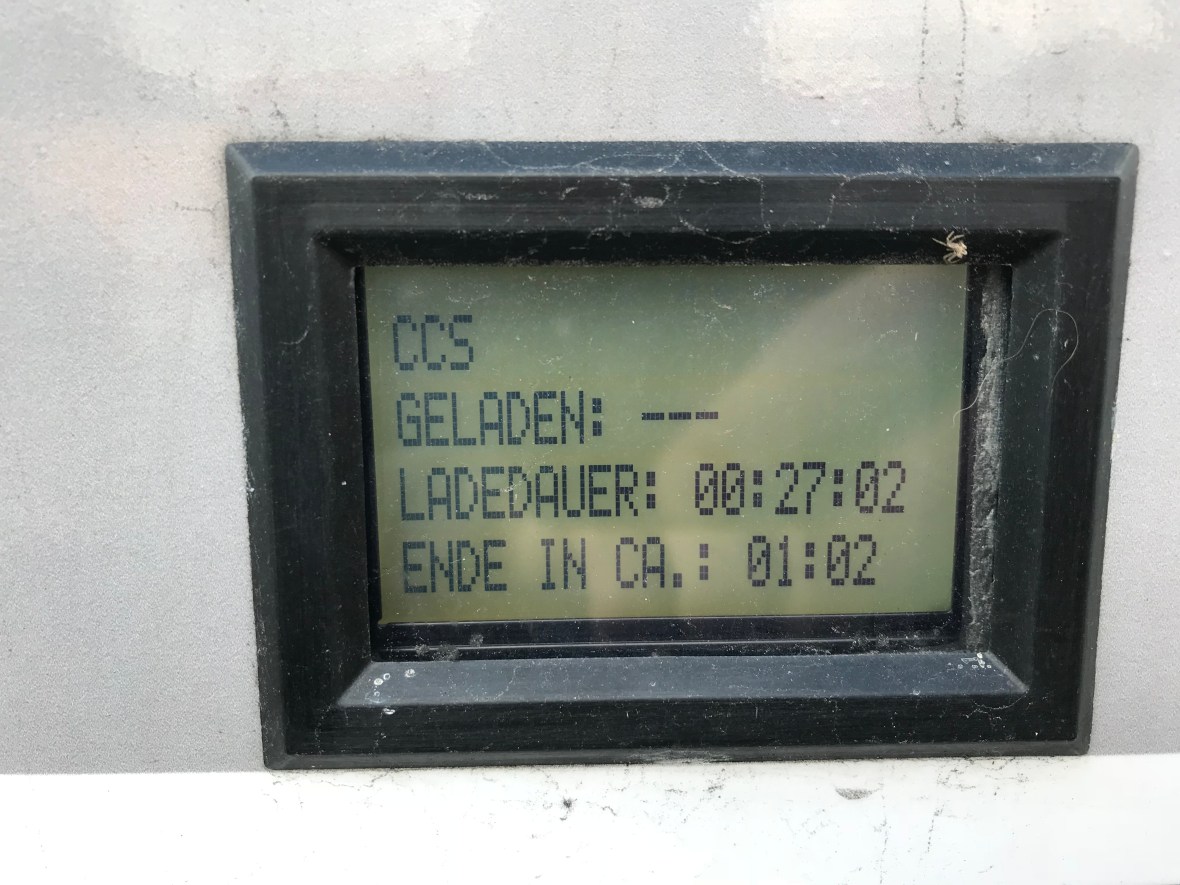 CCS
GELADEN: ---
LADEDAUER: 00:27:02
ENDE IN CA.: 01:02